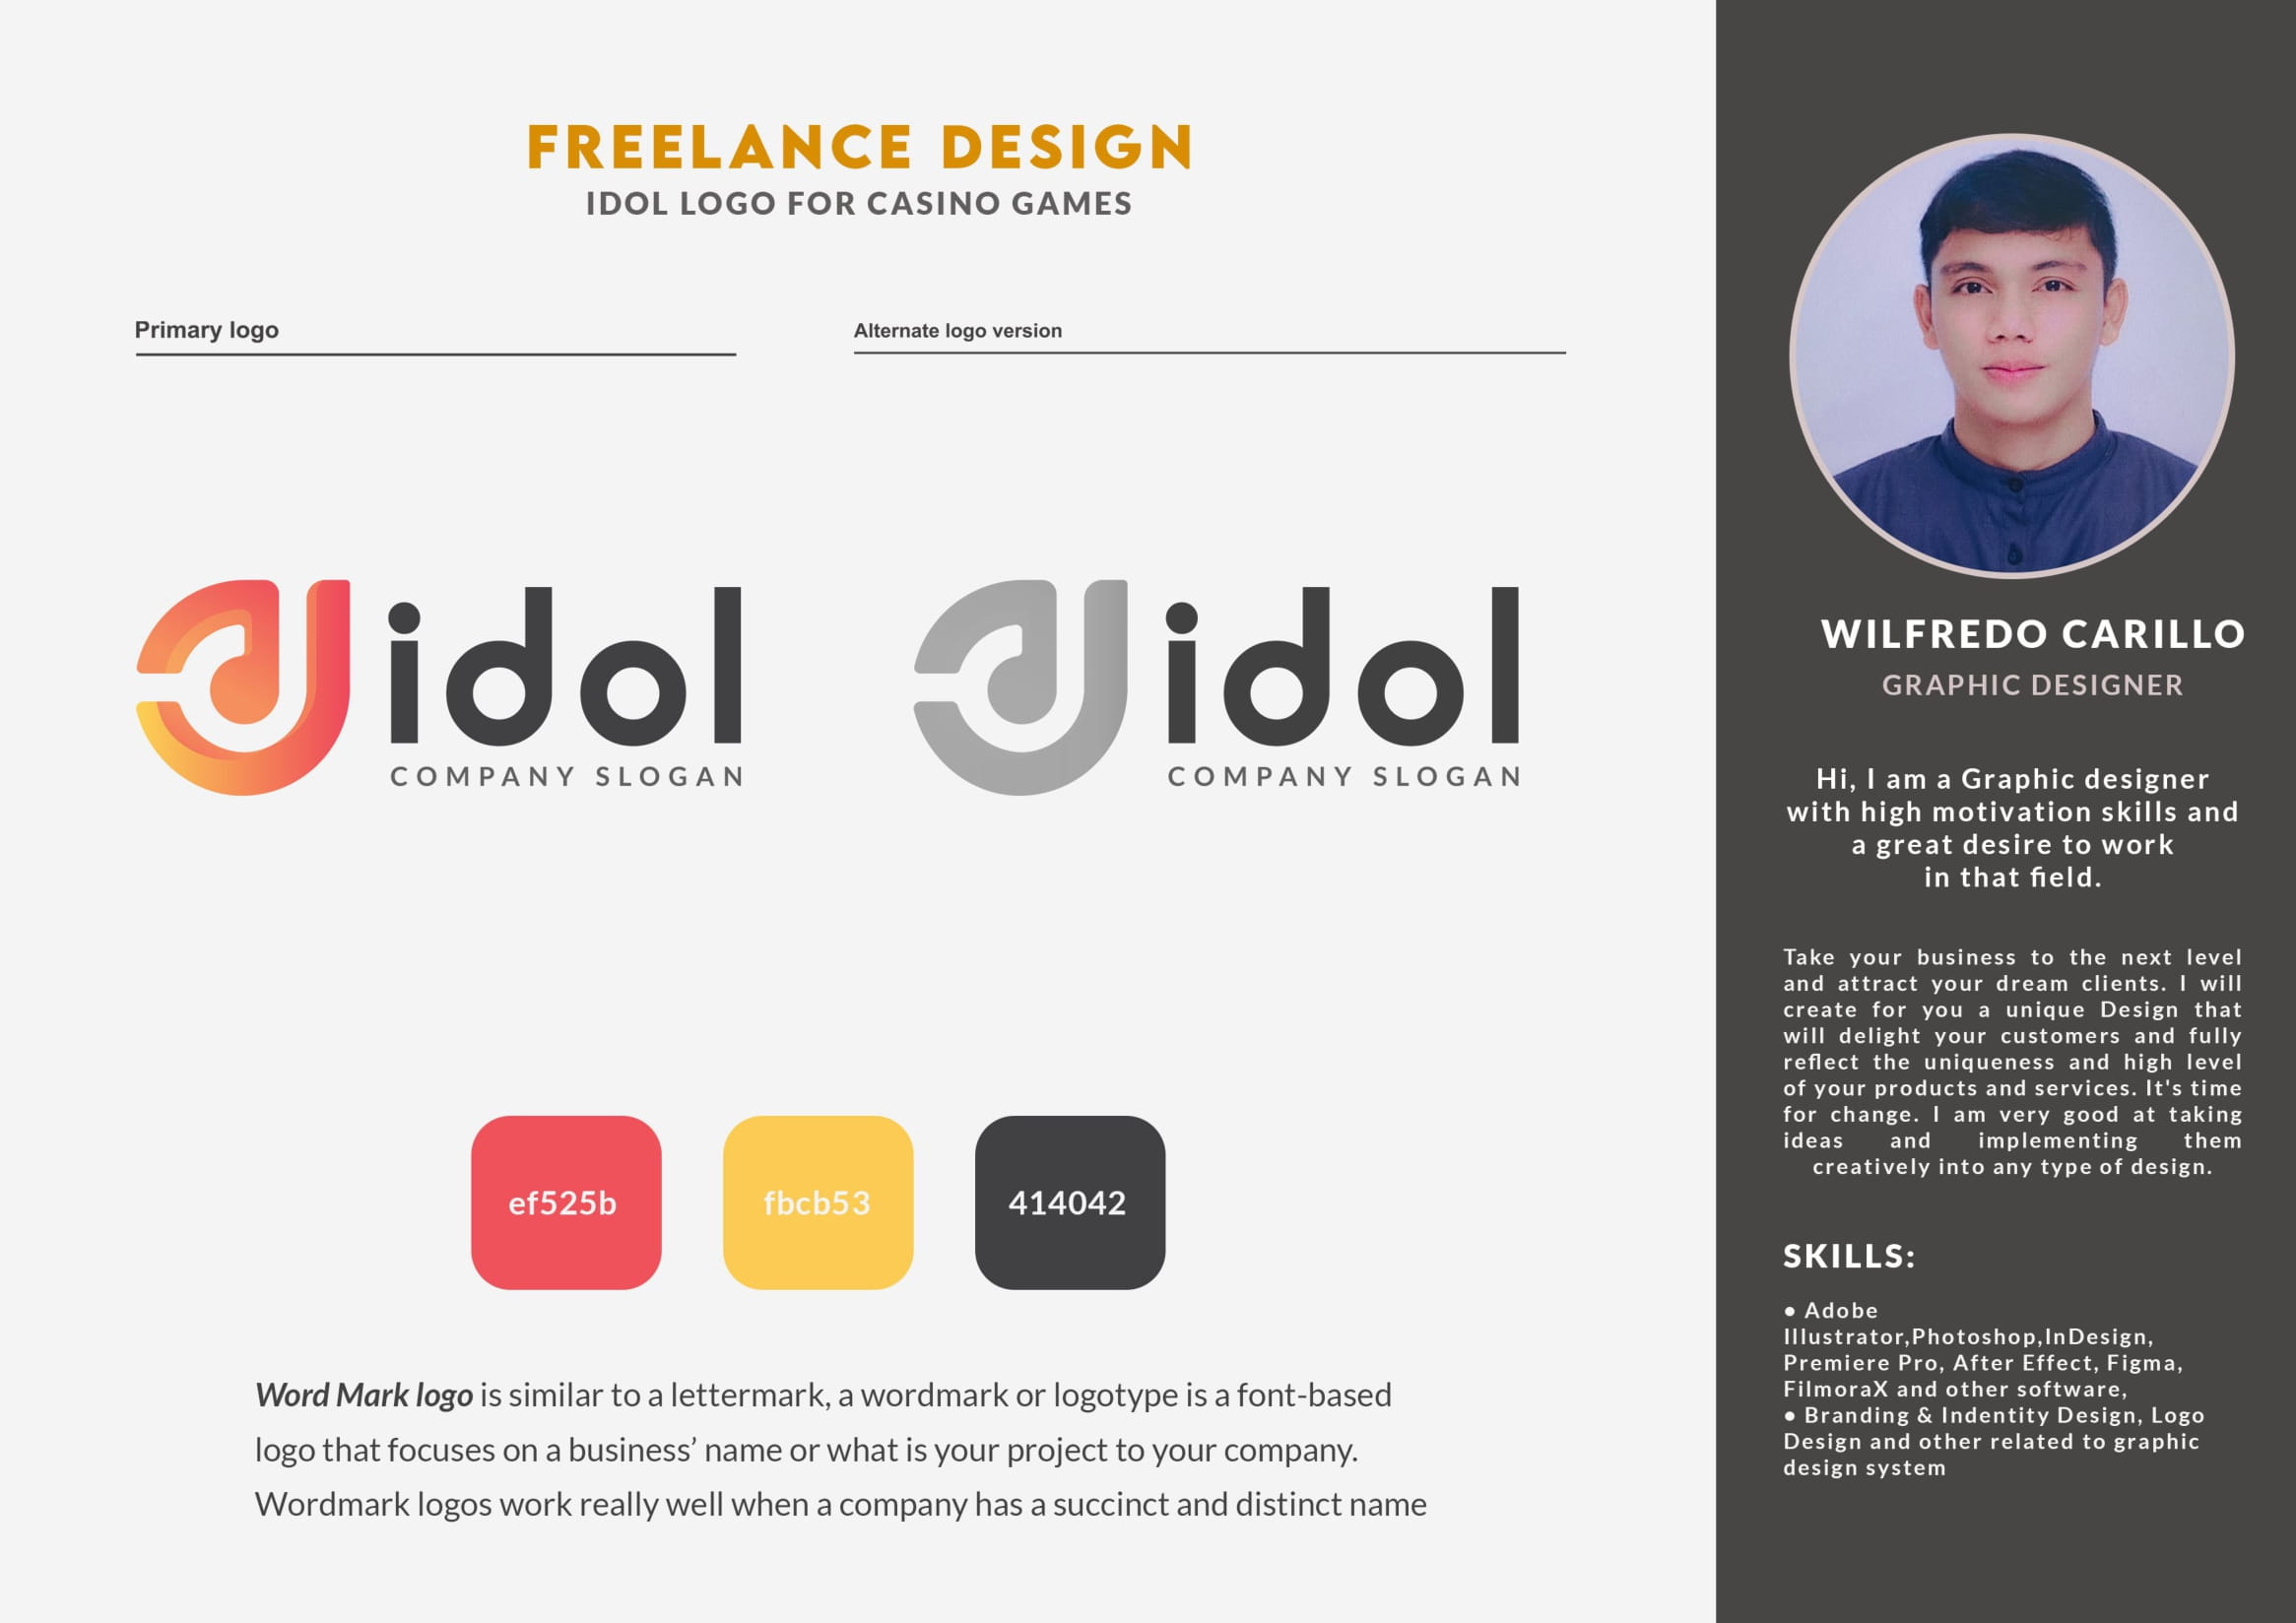 FREELANCE DESIGN
IDOL LOGO FOR CASINO GAMES
Primary logo
Alternate logo version
idol
COMPANY SLOGAN
idol
COMPANY SLOGAN
ef525b
fbcb53
414042
Word Mark logo is similar to a lettermark, a wordmark or logotype is a font-based
logo that focuses on a business’ name or what is your project to your company.
Wordmark logos work really well when a company has a succinct and distinct name
WILFREDO CARILLO
GRAPHIC DESIGNER
Hi, I am a Graphic designer
with high motivation skills and
a great desire to work
in that field.
Take your business to the next level
and attract your dream clients. I will
create for you a unique Design that
will delight your customers and fully
reflect the uniqueness and high level
of your products and services. It's time
for change. I am very good at taking
ideas and implementing them
creatively into any type of design.
SKILLS:
● Adobe
Illustrator,Photoshop,InDesign,
Premiere Pro, After Effect, Figma,
FilmoraX and other software,
● Branding & Indentity Design, Logo
Design and other related to graphic
design system